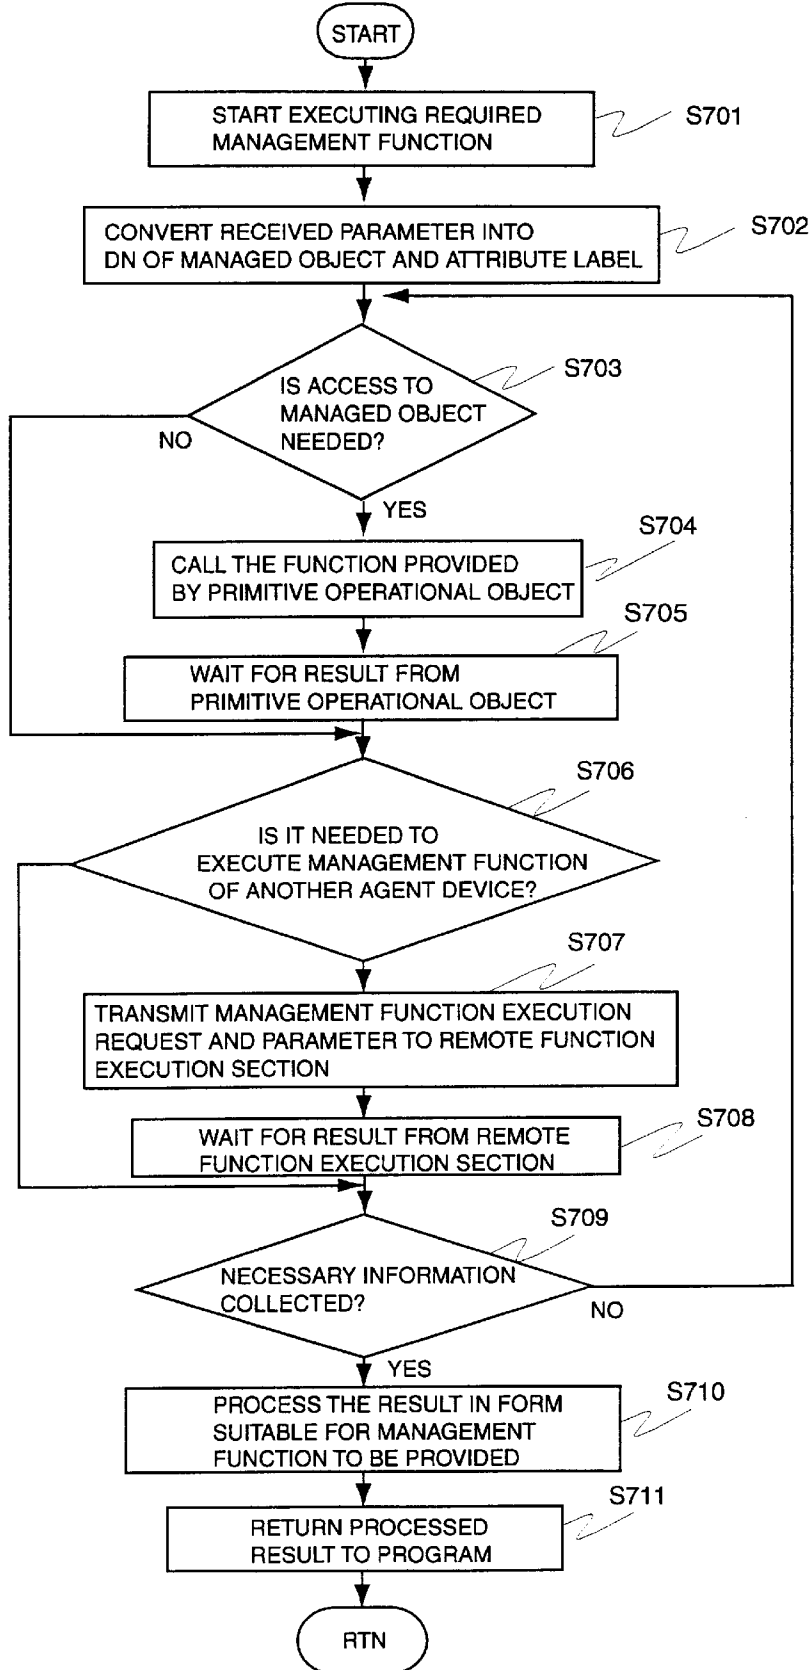 START
START EXECUTING REQUIRED
MANAGEMENT FUNCTION
S701
CONVERT RECEIVED PARAMETER INTO
DN OF MANAGED OBJECT AND ATTRIBUTE LABEL
S702
IS ACCESS TO
MANAGED OBJECT
NEEDED?
S703
NO
YES
CALL THE FUNCTION PROVIDED
BY PRIMITIVE OPERATIONAL OBJECT
S704
WAIT FOR RESULT FROM
PRIMITIVE OPERATIONAL OBJECT
S705
IS IT NEEDED TO
EXECUTE MANAGEMENT FUNCTION
OF ANOTHER AGENT DEVICE?
S706
TRANSMIT MANAGEMENT FUNCTION EXECUTION
REQUEST AND PARAMETER TO REMOTE FUNCTION
EXECUTION SECTION
S707
WAIT FOR RESULT FROM REMOTE
FUNCTION EXECUTION SECTION
S708
NECESSARY INFORMATION
COLLECTED?
S709
NO
YES
PROCESS THE RESULT IN FORM
SUITABLE FOR MANAGEMENT
FUNCTION TO BE PROVIDED
S710
RETURN PROCESSED
RESULT TO PROGRAM
S711
RTN